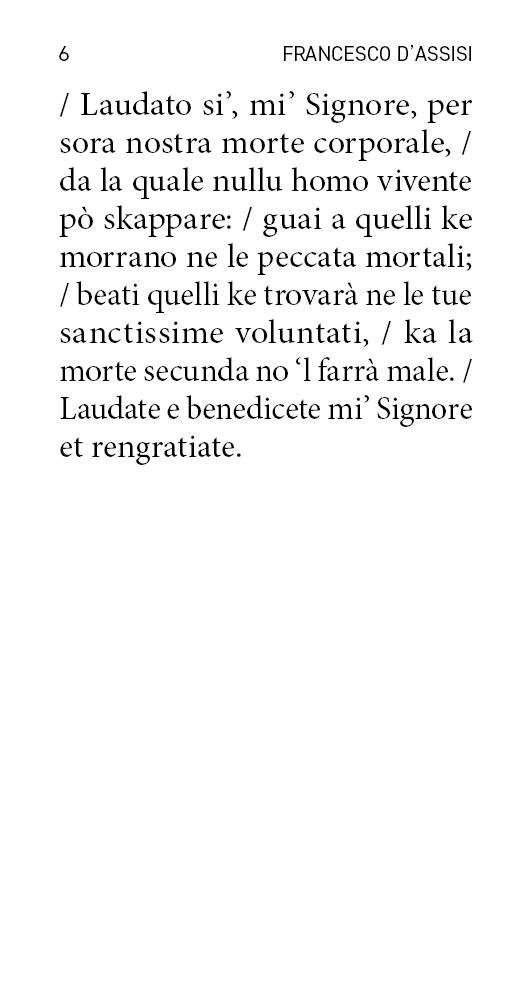 6 FRANCESCO D’ASSISI
/ Laudato si’, mi’ Signore, per
sora nostra morte corporale, /
da la quale nullu homo vivente
pò skappare: / guai a quelli ke
morrano ne le peccata mortali;
/ beati quelli ke trovarà ne le tue
sanctissime voluntati, / ka la
morte secunda no ‘l farrà male. /
Laudate e benedicete mi’ Signore
et rengratiate.